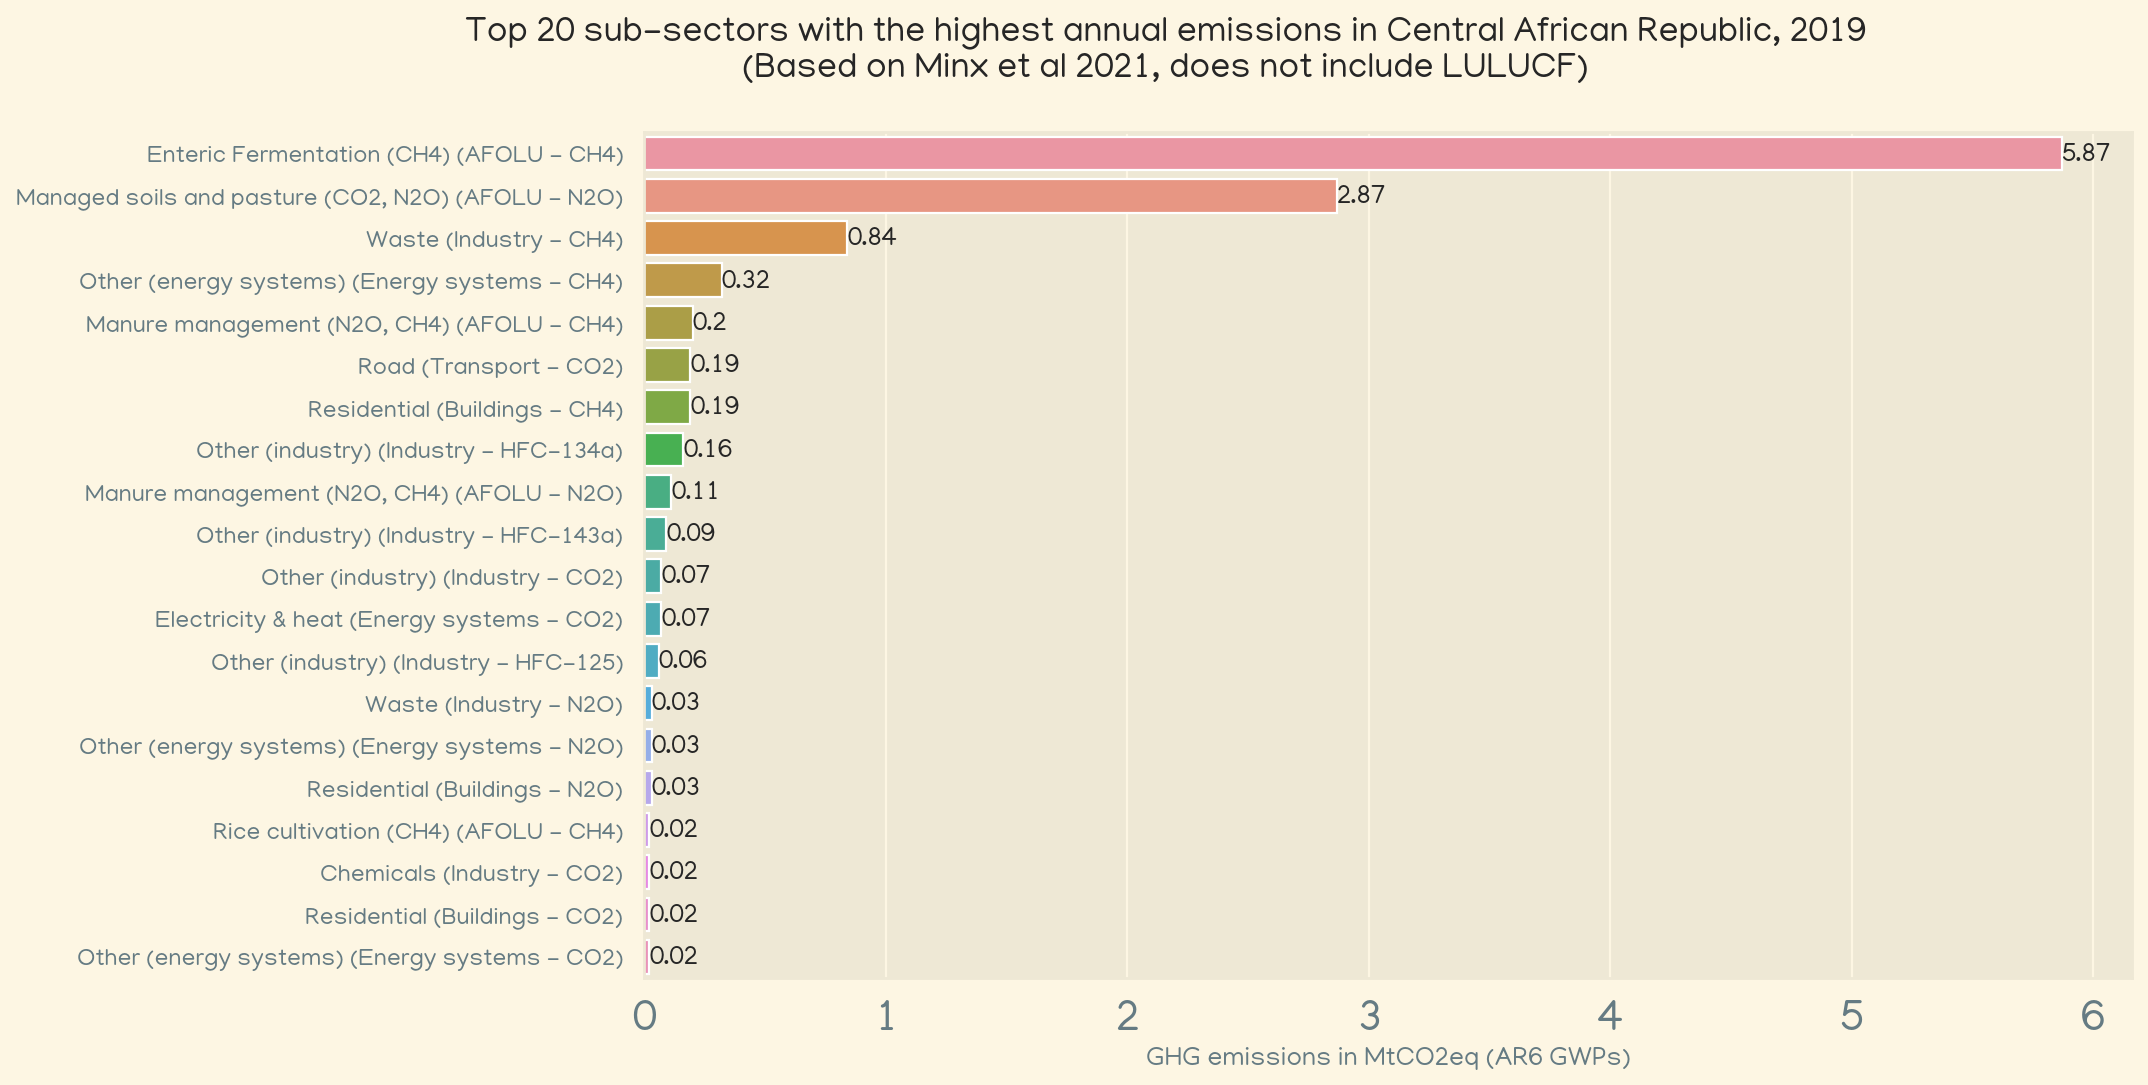 Top 20 sub-sectors with the highest annual emissions in Central African Republic, 2019
(Based on Minx et al 2021, does not include LULUCF)
Enteric Fermentation (CH4) (AFOLU - CH4) 5.87
Managed soils and pasture (CO2, N2O) (AFOLU - N2O) 2.87
Waste (Industry - CH4) 0.84
Other (energy systems) (Energy systems - CH4) 0.32
Manure management (N2O, CH4) (AFOLU - CH4) 0.2
Road (Transport - CO2) 0.19
Residential (Buildings - CH4) 0.19
Other (industry) (Industry - HFC-134a) 0.16
Manure management (N2O, CH4) (AFOLU - N2O) 0.11
Other (industry) (Industry - HFC-143a) 0.09
Other (industry) (Industry - CO2) 0.07
Electricity & heat (Energy systems - CO2) 0.07
Other (industry) (Industry - HFC-125) 0.06
Waste (Industry - N2O) 0.03
Other (energy systems) (Energy systems - N2O) 0.03
Residential (Buildings - N2O) 0.03
Rice cultivation (CH4) (AFOLU - CH4) 0.02
Chemicals (Industry - CO2) 0.02
Residential (Buildings - CO2) 0.02
Other (energy systems) (Energy systems - CO2) 0.02
0 1 2 3 4 5 6
GHG emissions in MtCO2eq (AR6 GWPs)